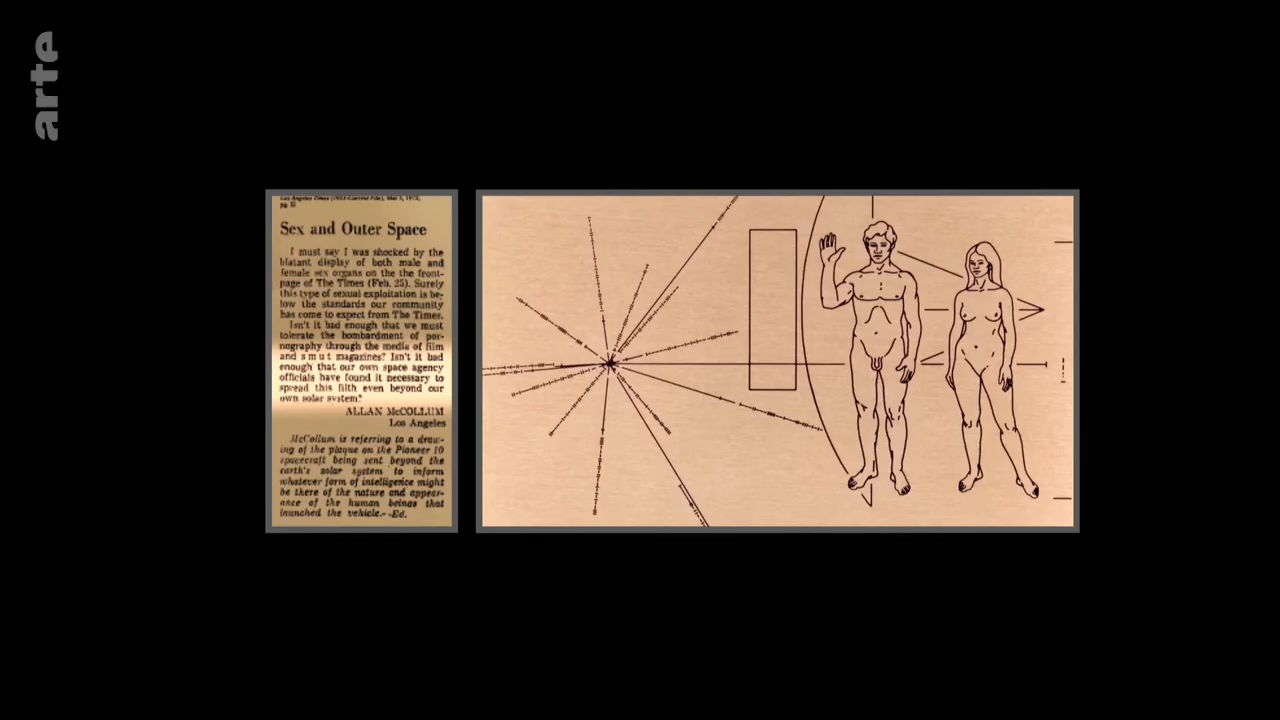 arte
Los Angeles Times (1923-Current File); Mar 3, 1972;
pg.
Sex and Outer Space
I must say I was shocked by the
blatant display of both male and
female sex organs on the the front-
page of The Times (Feb. 25). Surely
this type of sexual exploitation is be-
low the standards our community
has come to expect from The Times.
Isn't it bad enough that we must
tolerate the bombardment of por-
nography through the media of film
and smut magazines? Isn't it bad
enough that our own space agency
officials have found it necessary to
spread this filth even beyond our
own solar system?
ALLAN McCOLLUM
Los Angeles
McCollum is referring to a draw-
ing of the plaque on the Pioneer 10
spacecraft being sent beyond the
earth's solar system to inform
whatever form of intelligence might
be there of the nature and appear-
ance of the human beings that
launched the vehicle.--Ed.